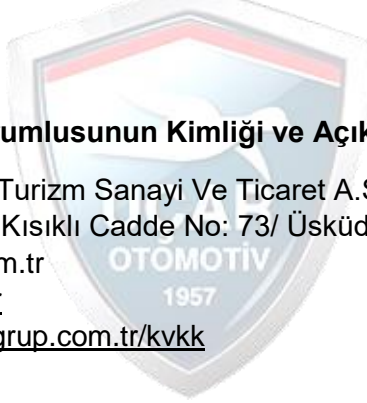 umlusunun Kimliği ve Açık
Turizm Sanayi Ve Ticaret A.Ş
Kısıklı Cadde No: 73/ Üsküd
m.tr
grup.com.tr/kvkk
OTOMOTİV
1957